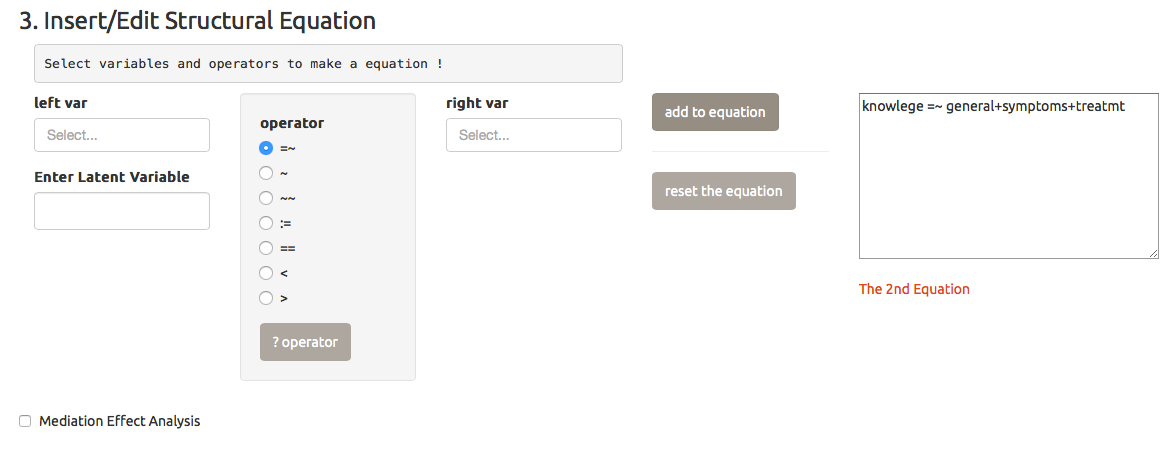 3. Insert/Edit Structural Equation
Select variables and operators to make a equation !
left var
Select...
Enter Latent Variable
operator
=~
~
~~
:=
==
<
>
? operator
right var
Select...
add to equation
reset the equation
knowlege =~ general+symptoms+treatmt
The 2nd Equation
Mediation Effect Analysis